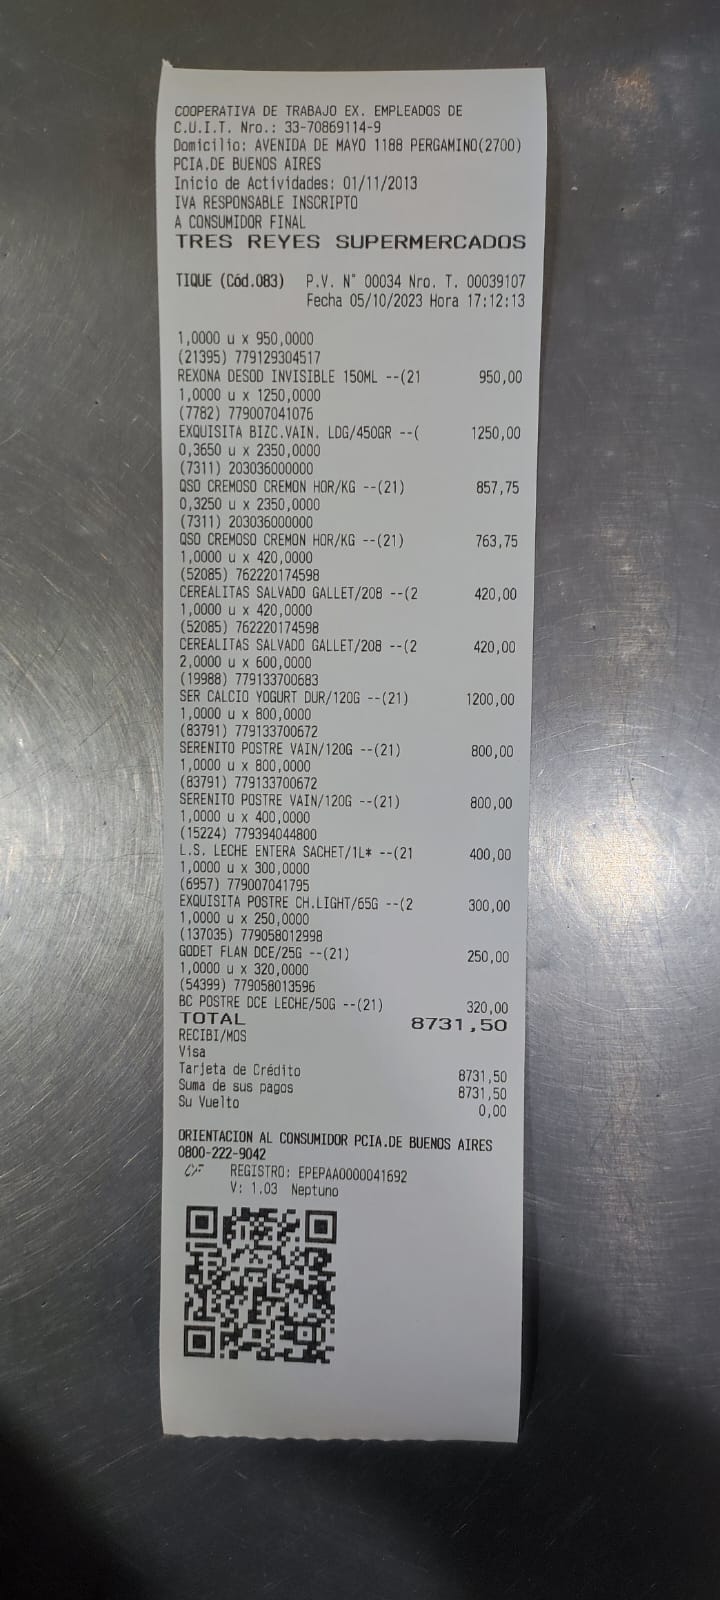 COOPERATIVA DE TRABAJO EX. EMPLEADOS DE
C.U.I.T. Nro.: 33-70869114-9
Domicilio: AVENIDA DE MAYO 1188 PERGAMINO(2700)
PCIA.DE BUENOS AIRES
Inicio de Actividades: 01/11/2013
IVA RESPONSABLE INSCRIPTO
A CONSUMIDOR FINAL
TRES REYES SUPERMERCADOS
TIQUE (Cód.083) P.V. N° 00034 Nro. T. 00039107
Fecha 05/10/2023 Hora 17:12:13
1,0000 u x 950,0000
(21395) 779129304517
REXONA DESOD INVISIBLE 150ML --(21 950,00
1,0000 u x 1250,0000
(7782) 779007041076
EXQUISITA BIZC.VAIN. LDG/450GR --( 1250,00
0,3650 u x 2350,0000
(7311) 203036000000
QSO CREMOSO CREMON HOR/KG --(21) 857,75
0,3250 u x 2350,0000
(7311) 203036000000
QSO CREMOSO CREMON HOR/KG --(21) 763,75
1,0000 u x 420,0000
(52085) 762220174598
CEREALITAS SALVADO GALLET/208 --(2 420,00
1,0000 u x 420,0000
(52085) 762220174598
CEREALITAS SALVADO GALLET/208 --(2 420,00
2,0000 u x 600,0000
(19988) 779133700683
SER CALCIO YOGURT DUR/120G --(21) 1200,00
1,0000 u x 800,0000
(83791) 779133700672
SERENITO POSTRE VAIN/120G --(21) 800,00
1,0000 u x 800,0000
(83791) 779133700672
SERENITO POSTRE VAIN/120G --(21) 800,00
1,0000 u x 400,0000
(15224) 779394044800
L.S. LECHE ENTERA SACHET/1L* --(21 400,00
1,0000 u x 300,0000
(6957) 779007041795
EXQUISITA POSTRE CH.LIGHT/65G --(2 300,00
1,0000 u x 250,0000
(137035) 779058012998
GODET FLAN DCE/25G --(21) 250,00
1,0000 u x 320,0000
(54399) 779058013596
BC POSTRE DCE LECHE/50G --(21) 320,00
TOTAL 8731,50
RECIBI/MOS
Visa
Tarjeta de Crédito 8731,50
Suma de sus pagos 8731,50
Su Vuelto 0,00
ORIENTACION AL CONSUMIDOR PCIA.DE BUENOS AIRES
0800-222-9042
CF REGISTRO: EPEPAA0000041692
V: 1.03 Neptuno